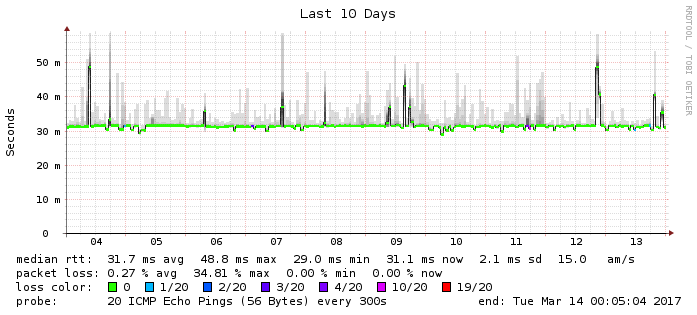 Last 10 Days
RRDTOOL / TOBI OETIKER
Seconds
50 m
40 m
30 m
20 m
10 m
0
04 05 06 07 08 09 10 11 12 13
median rtt: 31.7 ms avg 48.8 ms max 29.0 ms min 31.1 ms now 2.1 ms sd 15.0 am/s
packet loss: 0.27 % avg 34.81 % max 0.00 % min 0.00 % now
loss color: 0 1/20 2/20 3/20 4/20 10/20 19/20
probe: 20 ICMP Echo Pings (56 Bytes) every 300s end: Tue Mar 14 00:05:04 2017